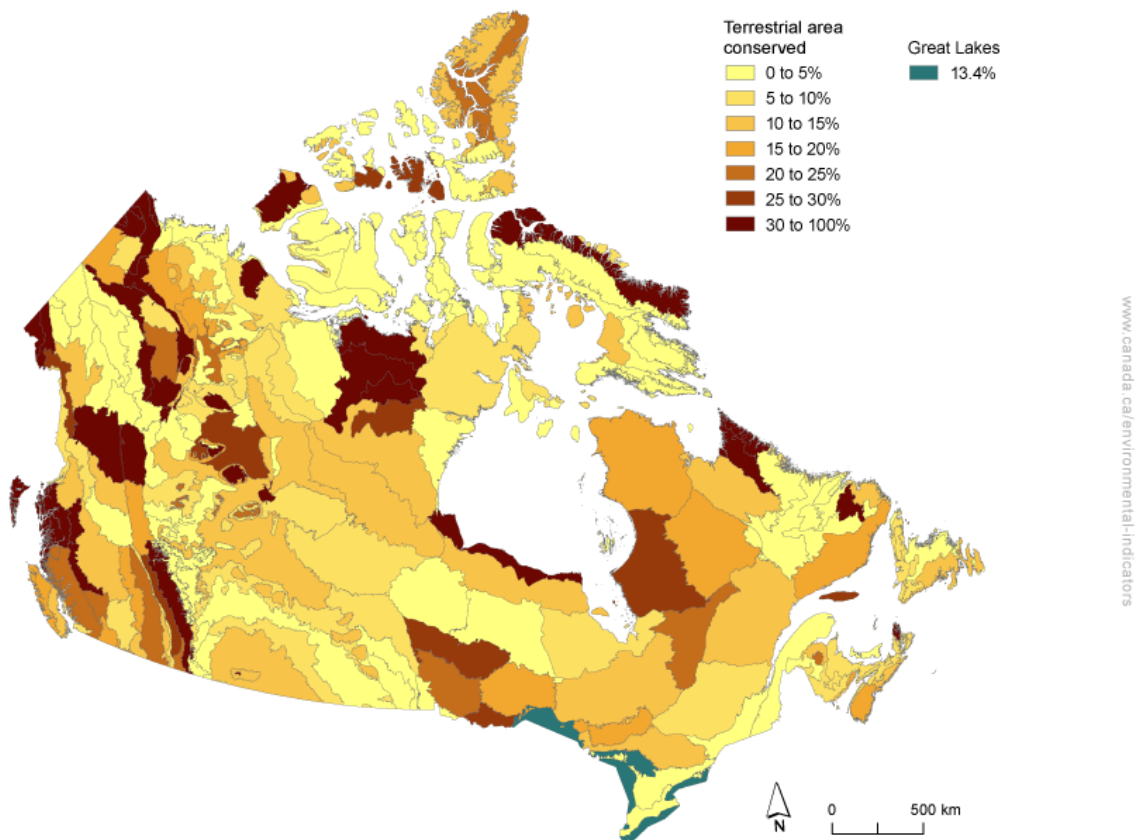 Terrestrial area
conserved
0 to 5%
5 to 10%
10 to 15%
15 to 20%
20 to 25%
25 to 30%
30 to 100%
Great Lakes
13.4%
www.canada.ca/environmental-indicators
N
0
500 km